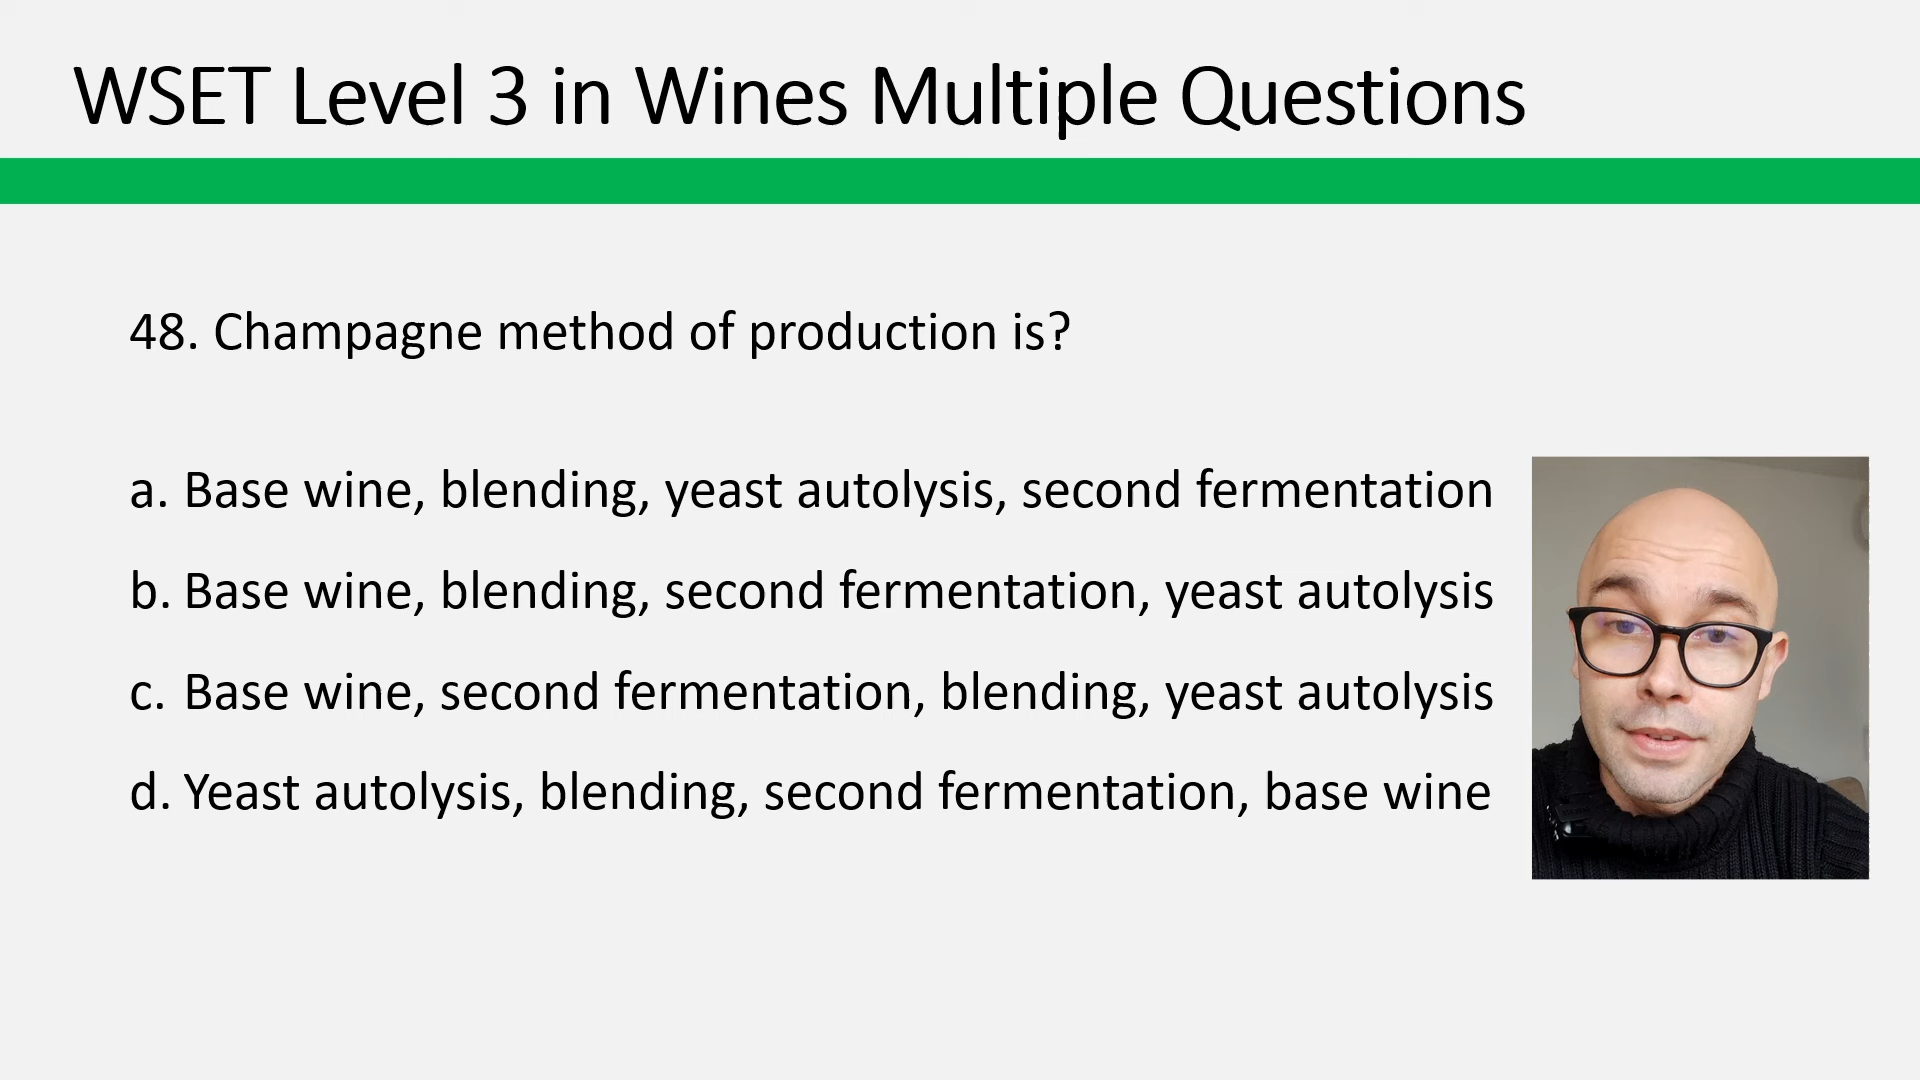 WSET Level 3 in Wines Multiple Questions
48. Champagne method of production is?
a. Base wine, blending, yeast autolysis, second fermentation
b. Base wine, blending, second fermentation, yeast autolysis
c. Base wine, second fermentation, blending, yeast autolysis
d. Yeast autolysis, blending, second fermentation, base wine